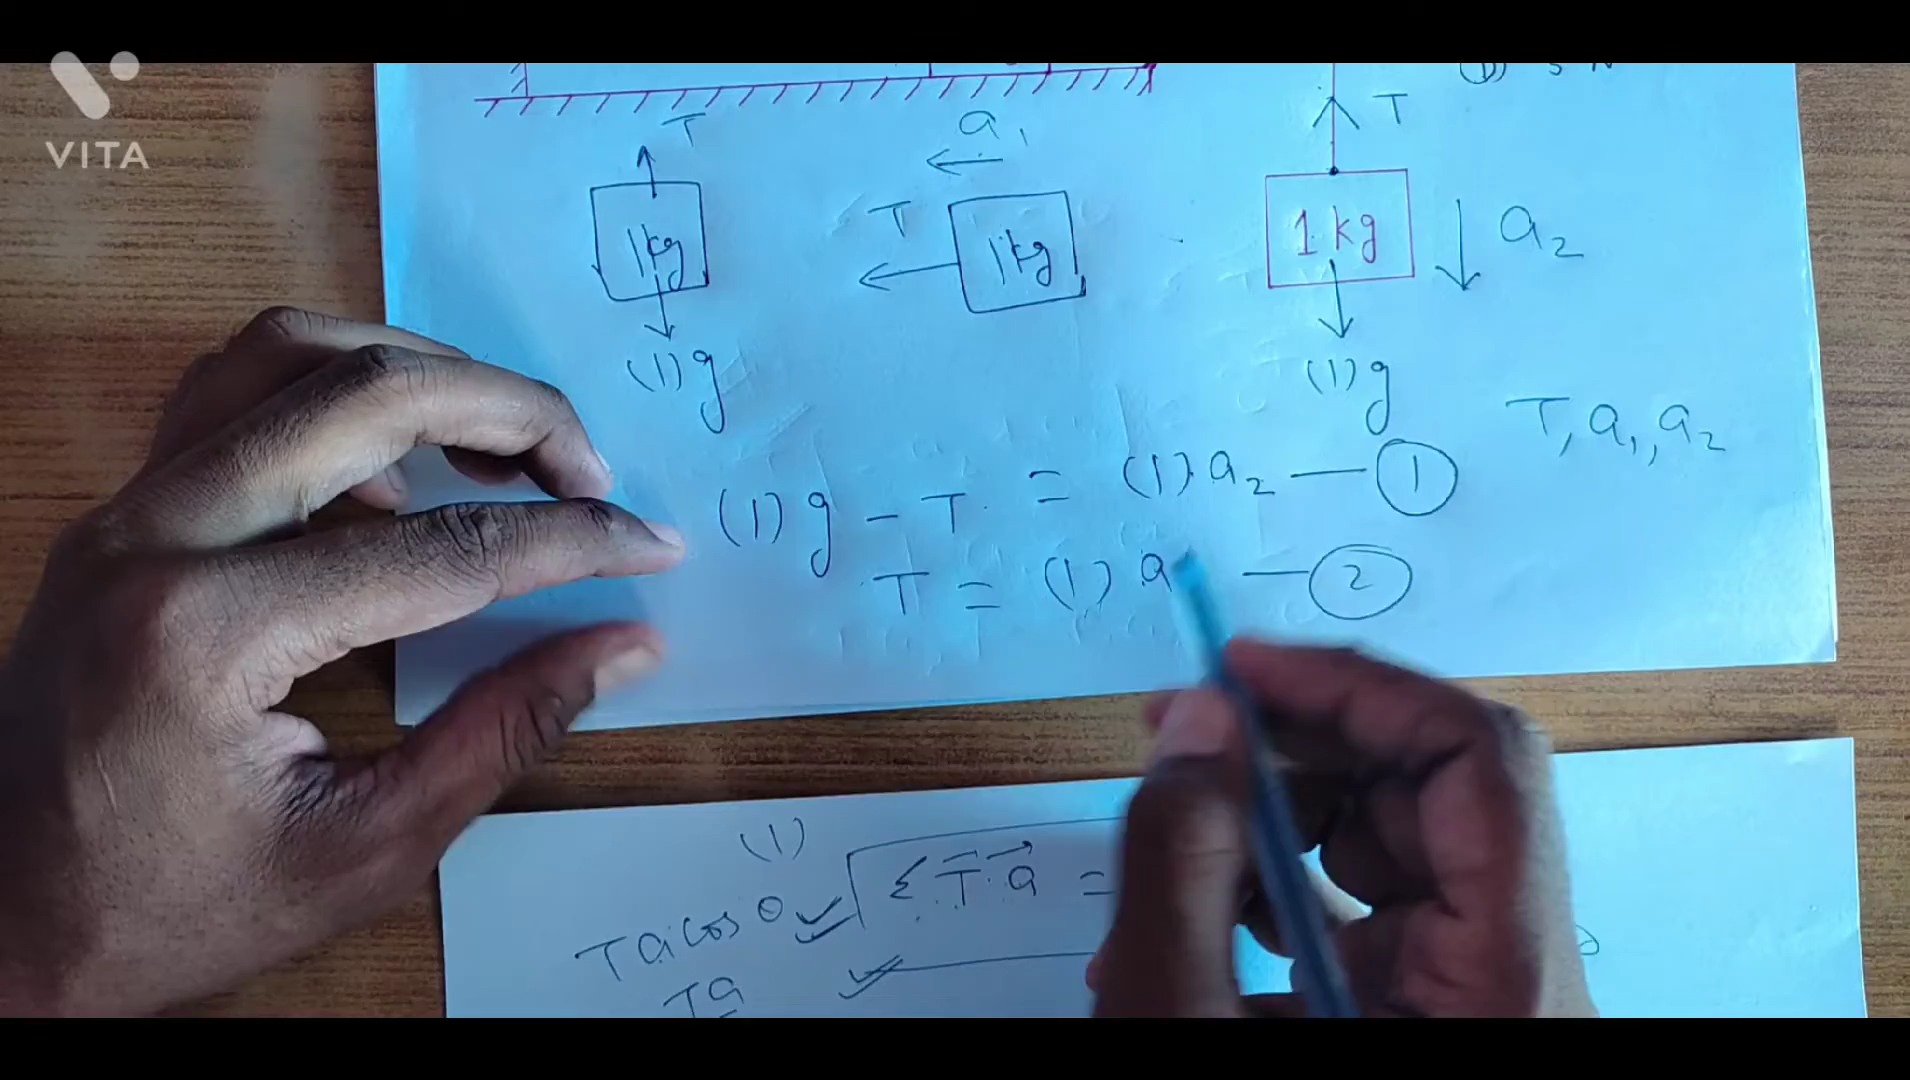 VITA
T
a₁
T
1kg
T
1kg
1 kg
a₂
(1)g
(1)g
T, a₁, a₂
(1)g - T = (1)a₂ — ①
T = (1)a — ②
(1)
Σ T⃗ . a⃗ =
Ta cos θ
Ta